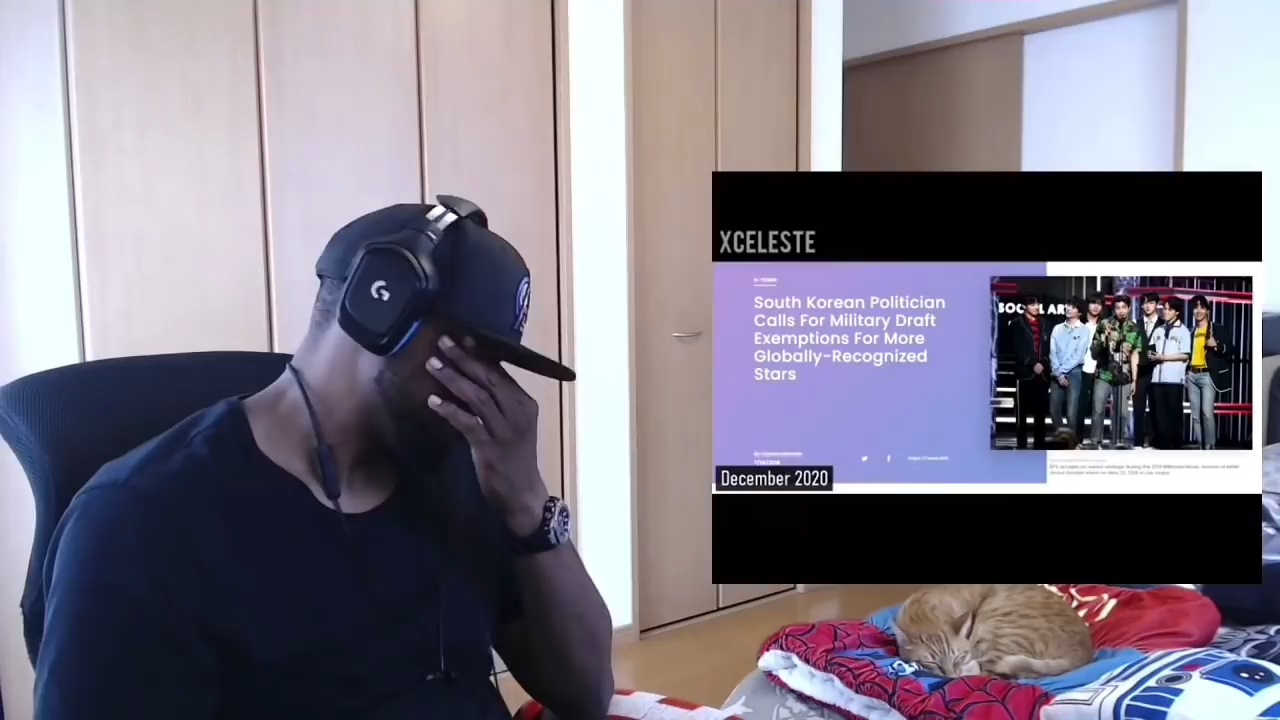 XCELESTE
South Korean Politician
Calls For Military Draft
Exemptions For More
Globally-Recognized
Stars
December 2020